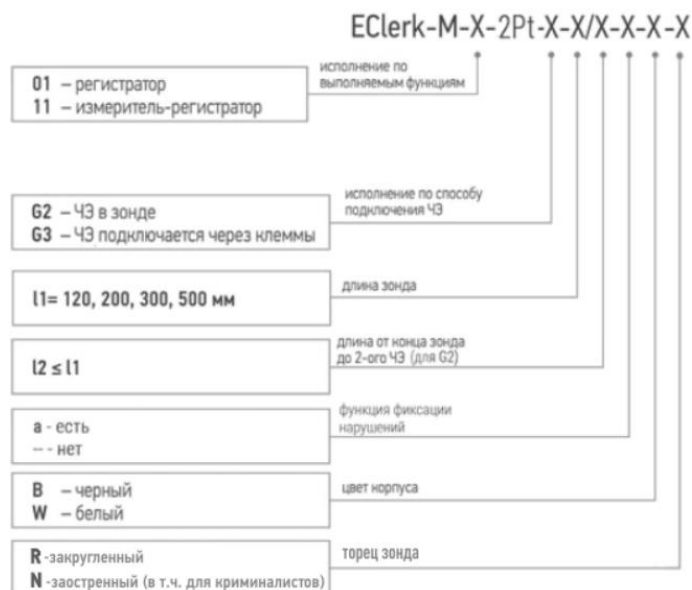 EClerk-M-X-2Pt-X-X/X-X-X-X
исполнение по
выполняемым функциям
01 – регистратор
11 – измеритель-регистратор
исполнение по способу
подключения ЧЭ
G2 – ЧЭ в зонде
G3 – ЧЭ подключается через клеммы
длина зонда
l1= 120, 200, 300, 500 мм
длина от конца зонда
до 2-ого ЧЭ (для G2)
l2 ≤ l1
функция фиксации
нарушений
а - есть
-- - нет
цвет корпуса
B – черный
W – белый
торец зонда
R -закругленный
N -заостренный (в т.ч. для криминалистов)